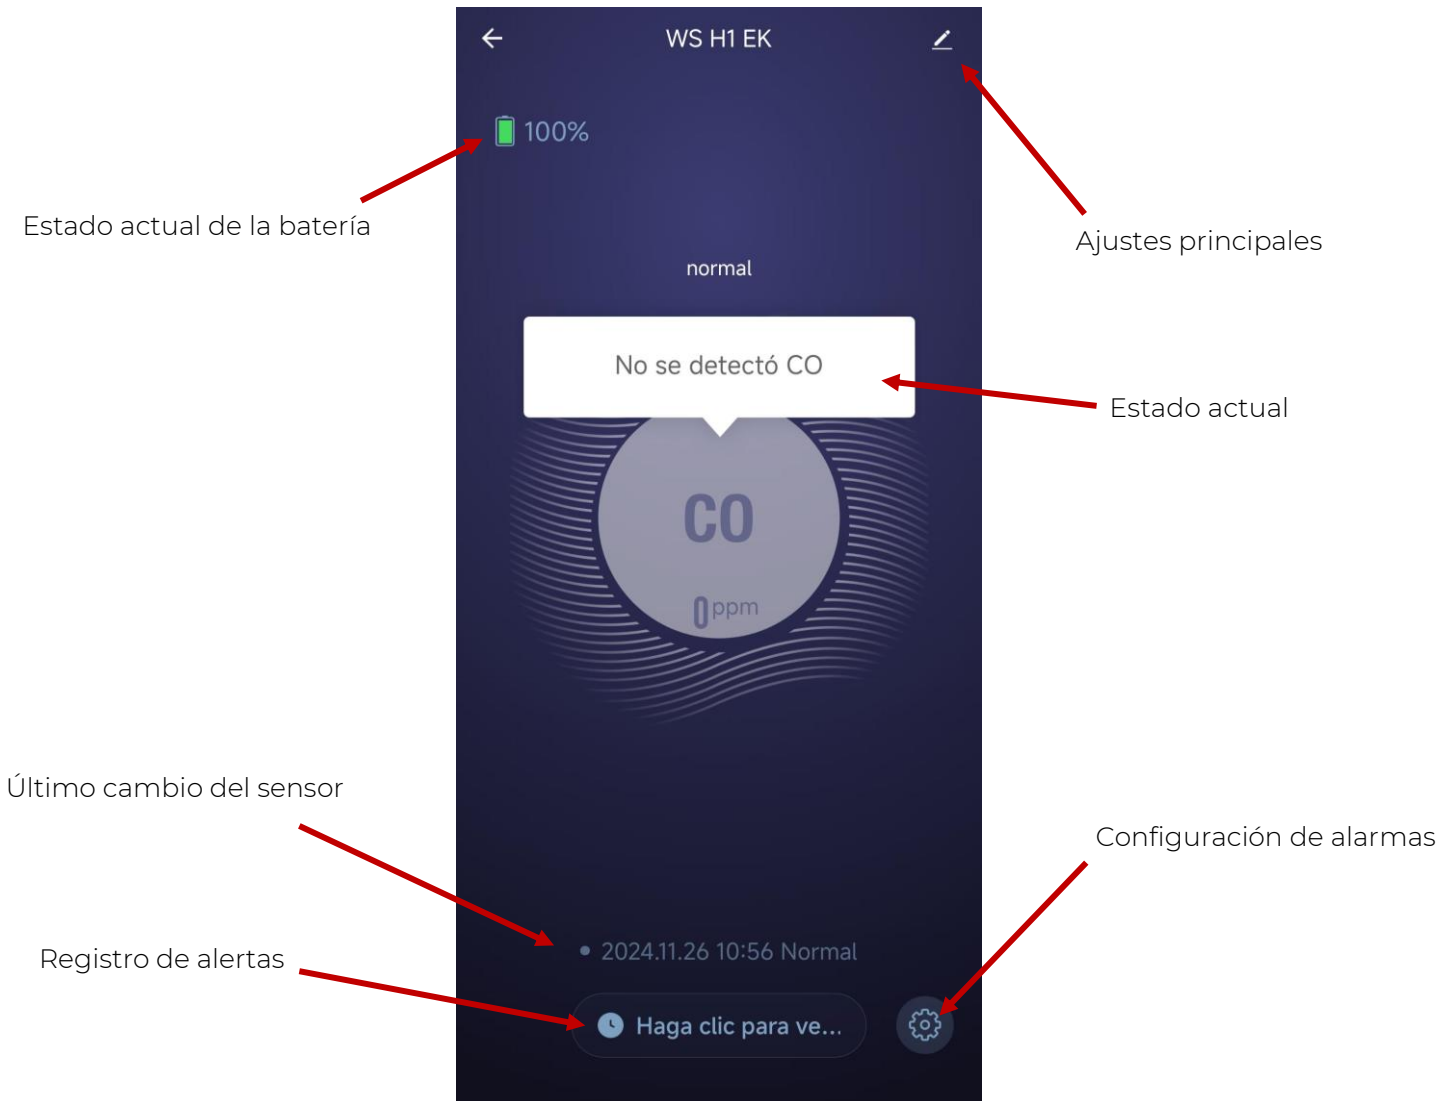 WS H1 EK
100%
Estado actual de la batería
Ajustes principales
normal
No se detectó CO
Estado actual
CO
0 ppm
Último cambio del sensor
Configuración de alarmas
2024.11.26 10:56 Normal
Registro de alertas
Haga clic para ve...